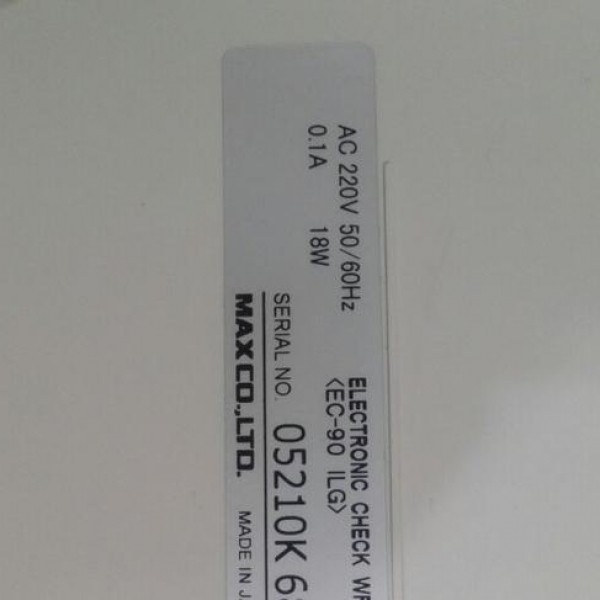 AC 220V 50/60Hz
0.1A 18W
ELECTRONIC CHECK
<EC-90 ILG>
SERIAL NO. 05210K
MAX CO.,LTD. MADE IN